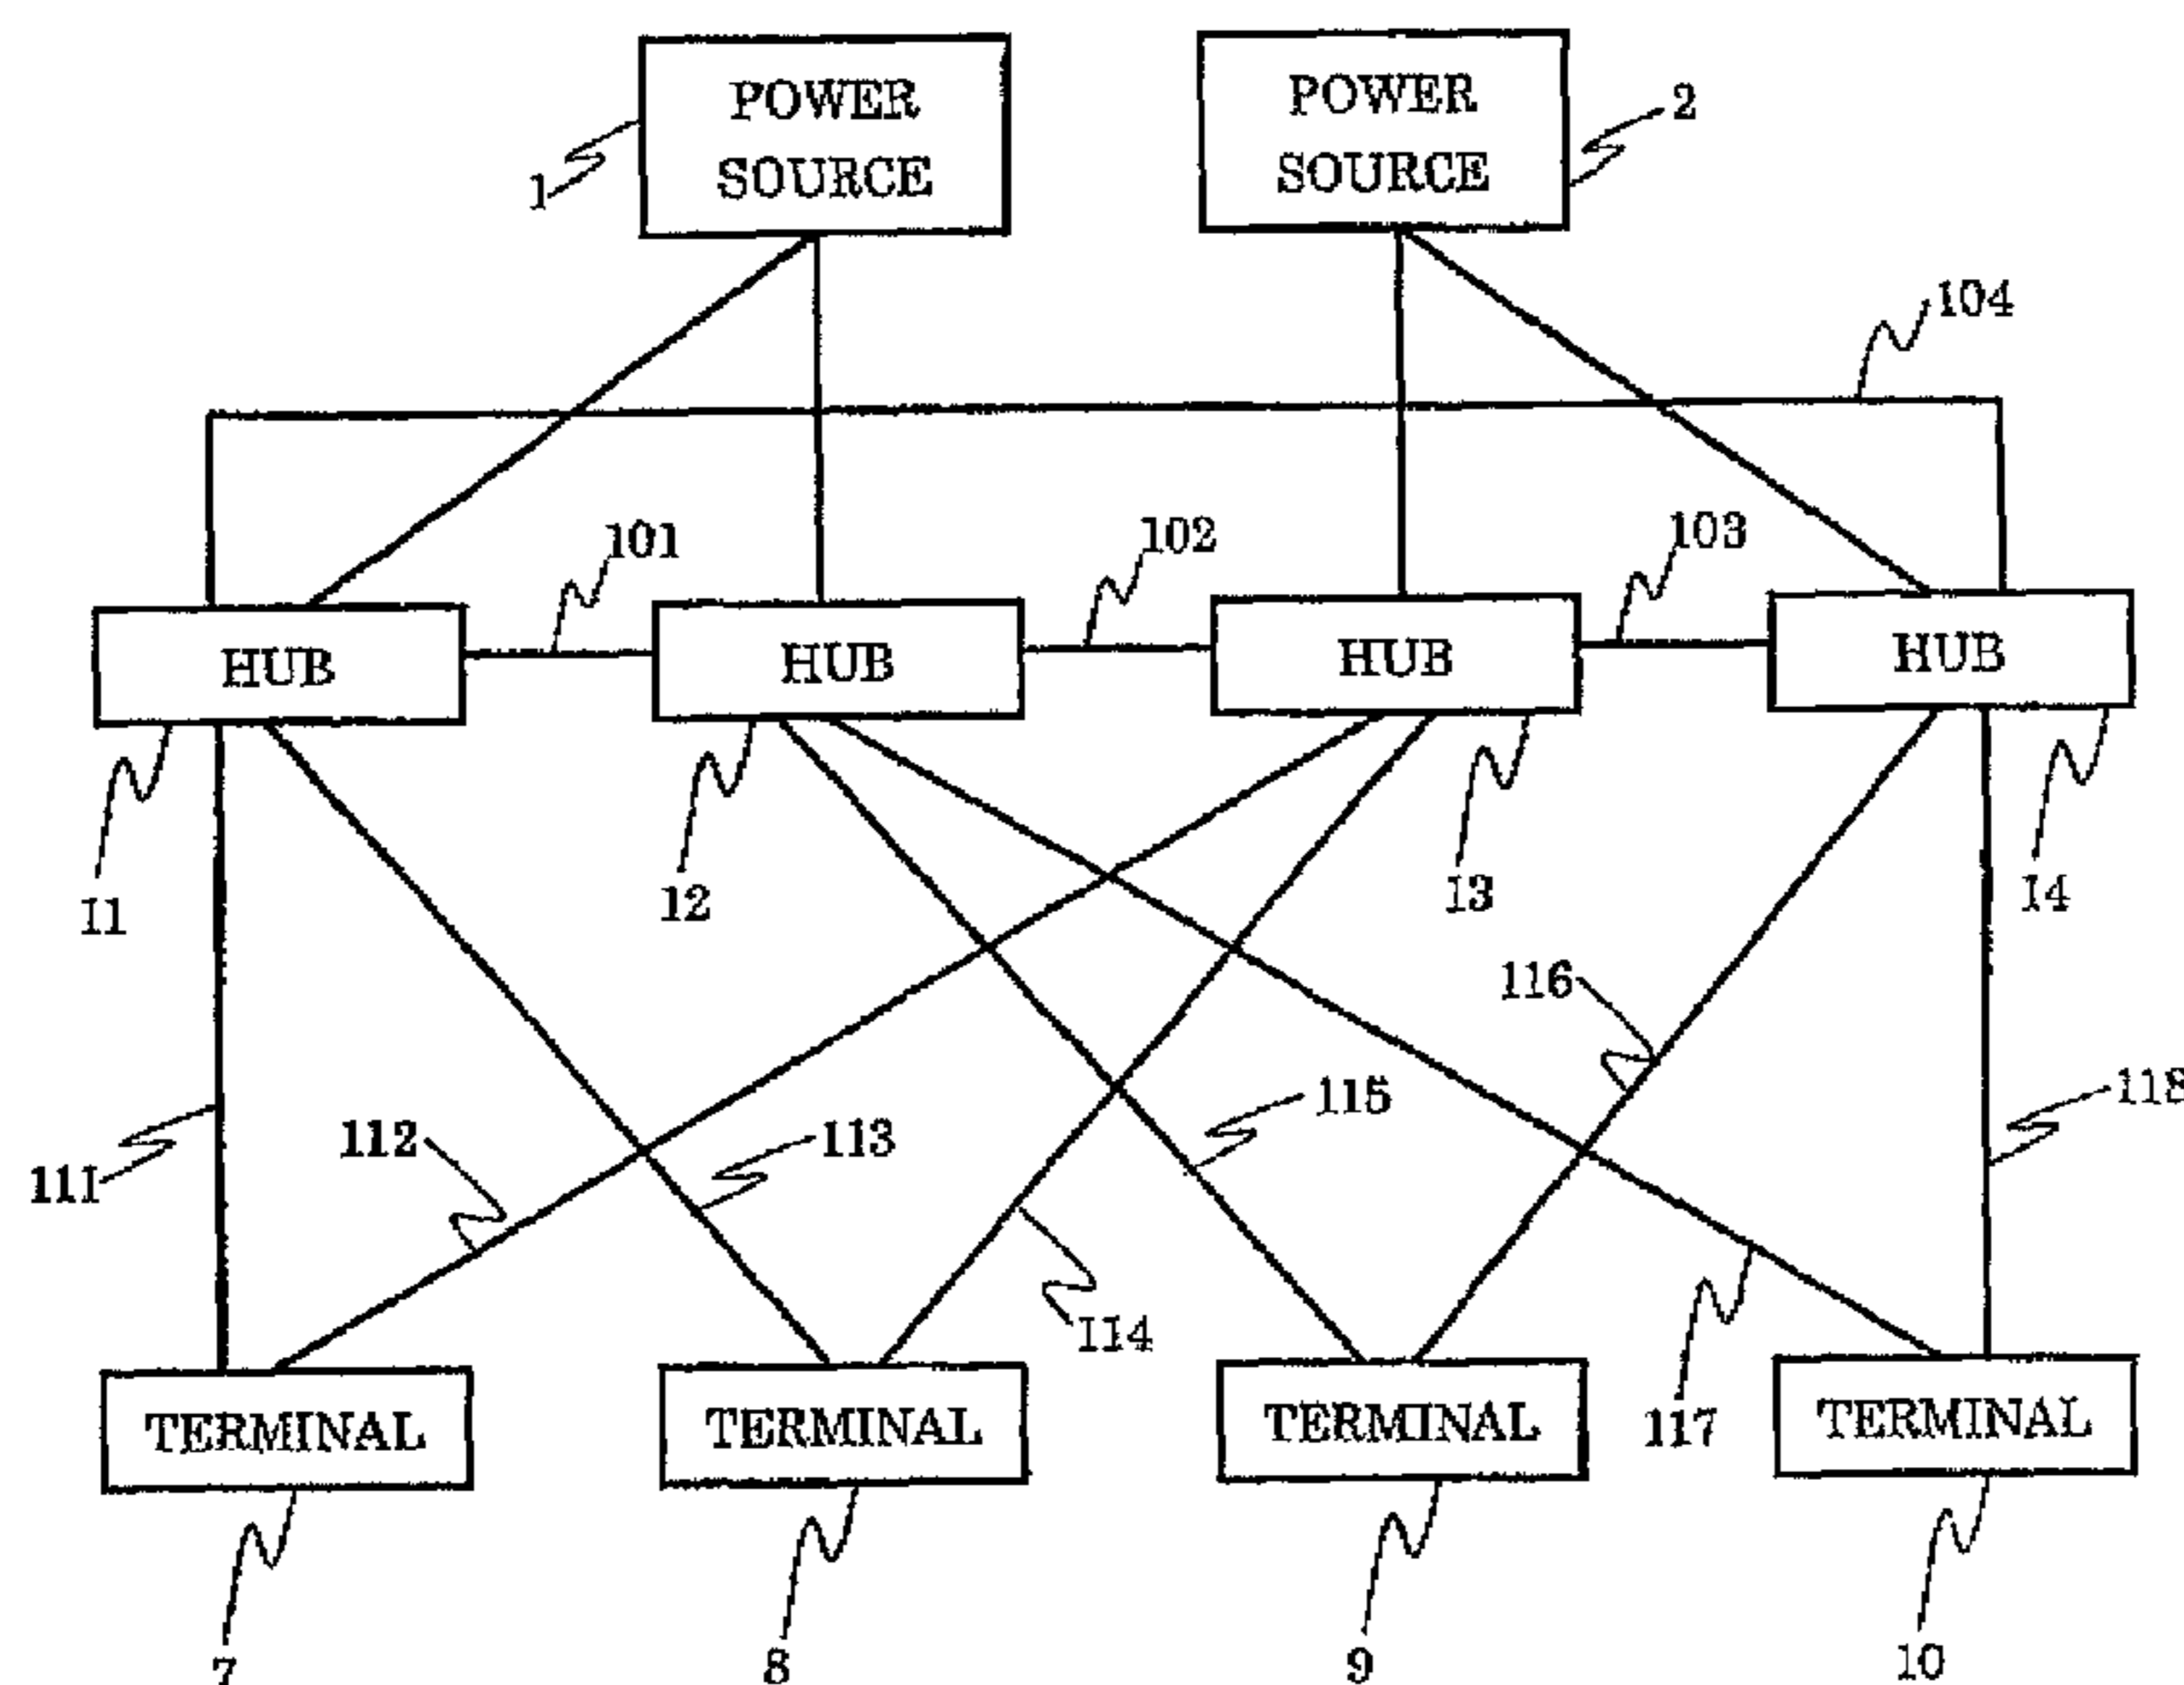 POWER
SOURCE
POWER
SOURCE
1
2
104
101
102
103
HUB
HUB
HUB
HUB
11
12
13
14
116
111
112
113
115
118
114
117
TERMINAL
TERMINAL
TERMINAL
TERMINAL
7
8
9
10